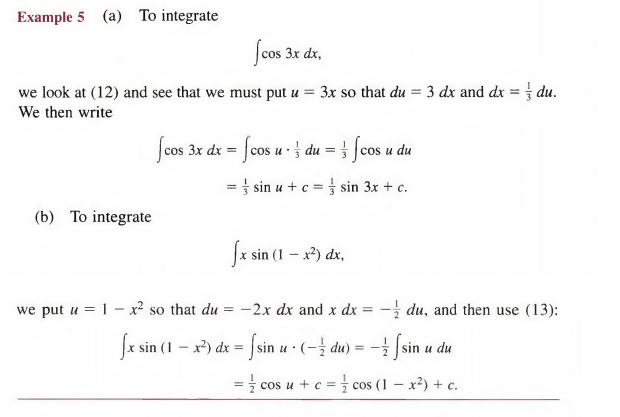 Example 5 (a) To integrate
∫cos 3x dx,
we look at (12) and see that we must put u = 3x so that du = 3 dx and dx = ⅓ du.
We then write
∫cos 3x dx = ∫cos u · ⅓ du = ⅓ ∫cos u du
= ⅓ sin u + c = ⅓ sin 3x + c.
(b) To integrate
∫x sin (1 − x²) dx,
we put u = 1 − x² so that du = −2x dx and x dx = −½ du, and then use (13):
∫x sin (1 − x²) dx = ∫sin u · (−½ du) = −½ ∫sin u du
= ½ cos u + c = ½ cos (1 − x²) + c.